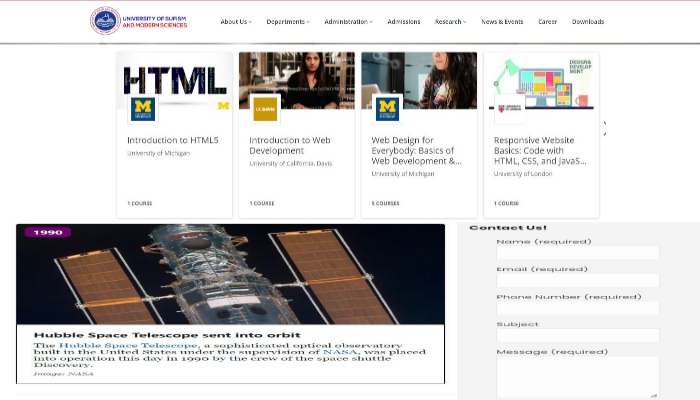 UNIVERSITY OF SUFISM
AND MODERN SCIENCES
About Us
Departments
Administration
Admissions
Research
News & Events
Career
Downloads
HTML
Introduction to HTML5
University of Michigan
1 COURSE
UC DAVIS
Introduction to Web
Development
University of California, Davis
1 COURSE
Web Design for
Everybody: Basics of
Web Development &...
University of Michigan
5 COURSES
DESIGN&
DEVELOP
MENT
Responsive Website
Basics: Code with
HTML, CSS, and JavaS...
University of London
1 COURSE
1990
Hubble Space Telescope sent into orbit
The Hubble Space Telescope, a sophisticated optical observatory
built in the United States under the supervision of NASA, was placed
into operation this day in 1990 by the crew of the space shuttle
Discovery.
Image: NASA
Contact Us!
Name (required)
Email (required)
Phone Number (required)
Subject
Message (required)